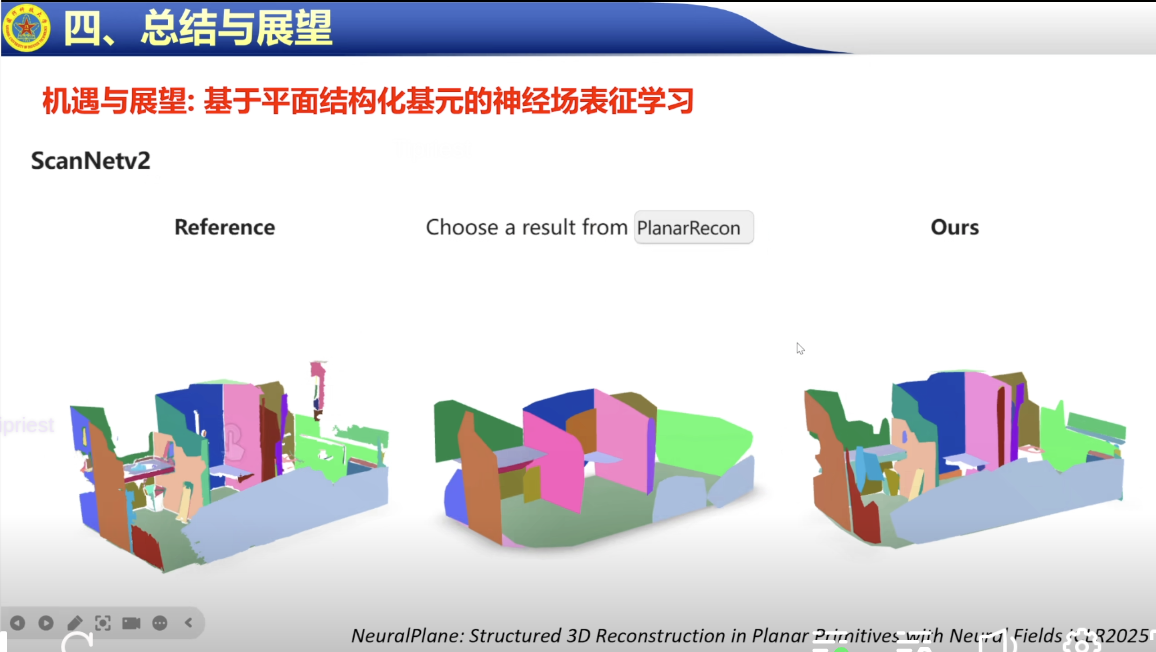 四、总结与展望
机遇与展望: 基于平面结构化基元的神经场表征学习
ScanNetv2
Reference
Choose a result from PlanarRecon
Ours
ipriest
NeuralPlane: Structured 3D Reconstruction in Planar Primitives with Neural Fields ICLR2025